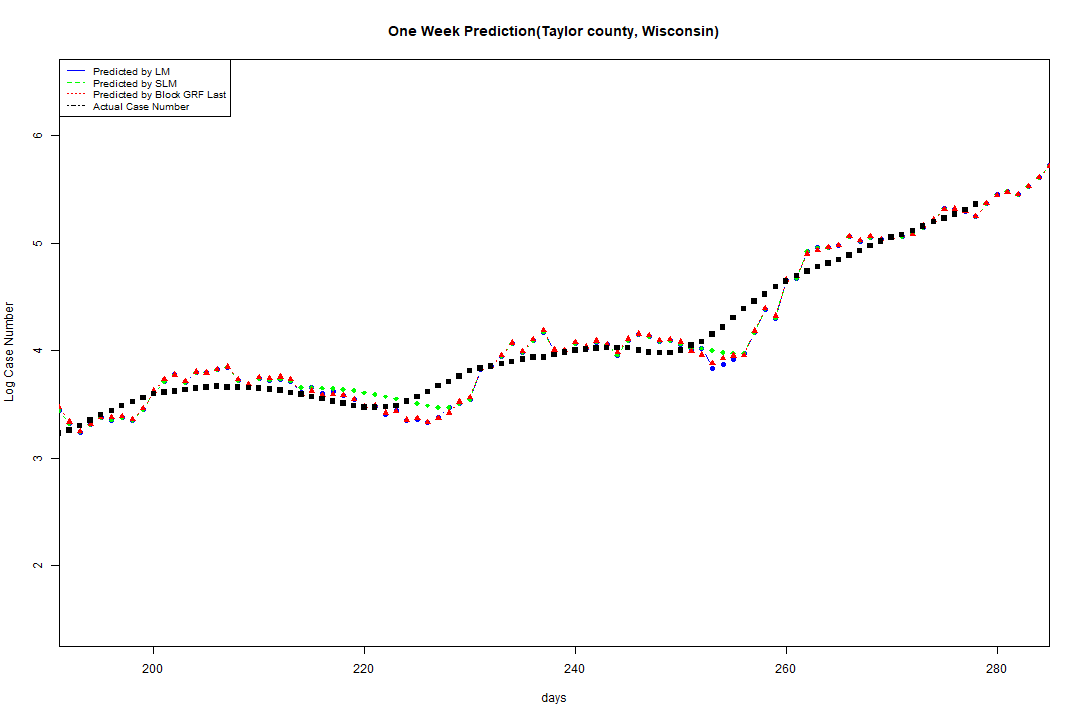 One Week Prediction(Taylor county, Wisconsin)
Predicted by LM
Predicted by SLM
Predicted by Block GRF Last
Actual Case Number
6
5
4
3
2
Log Case Number
200
220
240
260
280
days